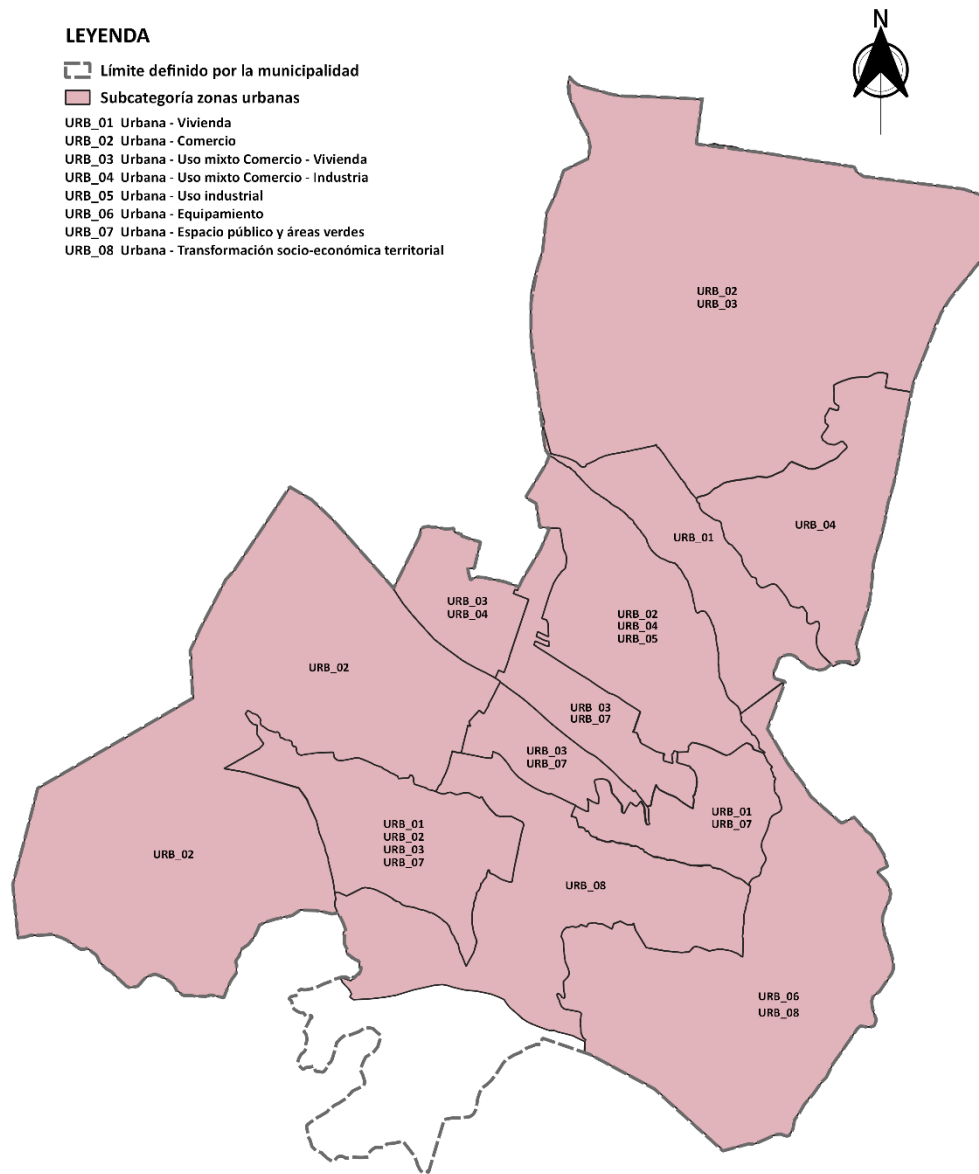 LEYENDA
N
Límite definido por la municipalidad
Subcategoría zonas urbanas
URB_01 Urbana - Vivienda
URB_02 Urbana - Comercio
URB_03 Urbana - Uso mixto Comercio - Vivienda
URB_04 Urbana - Uso mixto Comercio - Industria
URB_05 Urbana - Uso industrial
URB_06 Urbana - Equipamiento
URB_07 Urbana - Espacio público y áreas verdes
URB_08 Urbana - Transformación socio-económica territorial
URB_02
URB_03
URB_04
URB_01
URB_03
URB_04
URB_02
URB_04
URB_05
URB_02
URB_03
URB_07
URB_03
URB_07
URB_01
URB_07
URB_01
URB_02
URB_03
URB_07
URB_02
URB_08
URB_06
URB_08